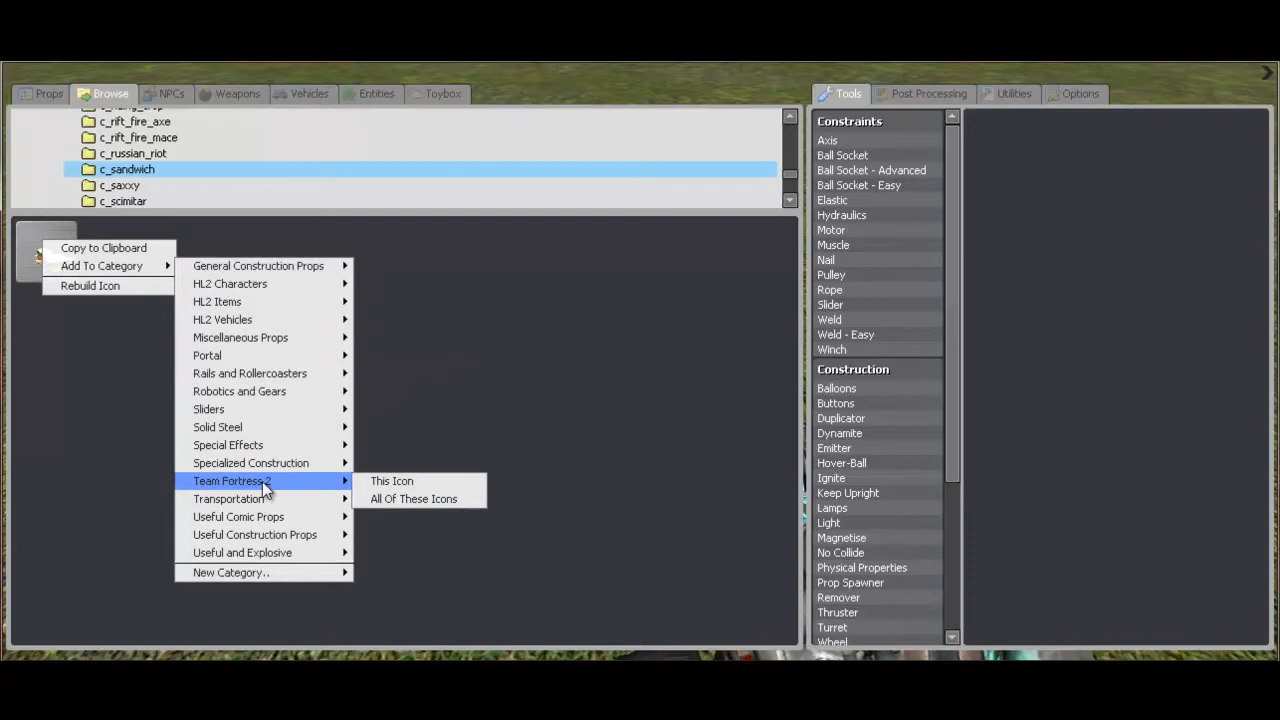 Props Browse NPCs Weapons Vehicles Entities Toybox
c_rift_fire_axe
c_rift_fire_mace
c_russian_riot
c_sandwich
c_saxxy
c_scimitar
Copy to Clipboard
Add To Category
Rebuild Icon
General Construction Props
HL2 Characters
HL2 Items
HL2 Vehicles
Miscellaneous Props
Portal
Rails and Rollercoasters
Robotics and Gears
Sliders
Solid Steel
Special Effects
Specialized Construction
Team Fortress 2
Transportation
Useful Comic Props
Useful Construction Props
Useful and Explosive
New Category..
This Icon
All Of These Icons
Tools Post Processing Utilities Options
Constraints
Axis
Ball Socket
Ball Socket - Advanced
Ball Socket - Easy
Elastic
Hydraulics
Motor
Muscle
Nail
Pulley
Rope
Slider
Weld
Weld - Easy
Winch
Construction
Balloons
Buttons
Duplicator
Dynamite
Emitter
Hover-Ball
Ignite
Keep Upright
Lamps
Light
Magnetise
No Collide
Physical Properties
Prop Spawner
Remover
Thruster
Turret
Wheel